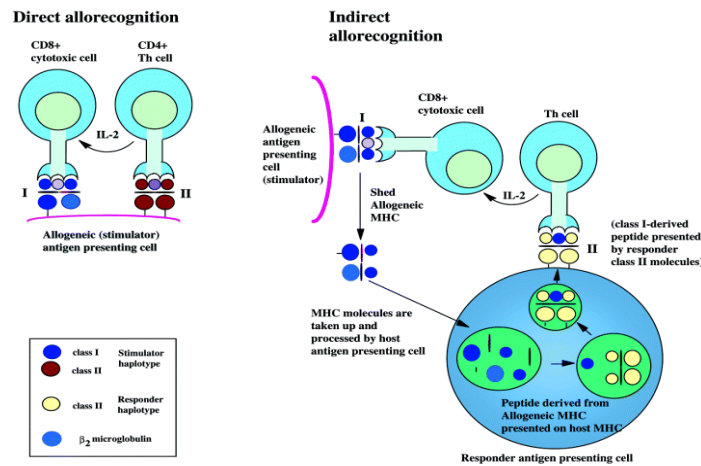 Direct allorecognition
CD8+
cytotoxic cell
CD4+
Th cell
IL-2
I
II
Allogeneic (stimulator)
antigen presenting cell
class I
class II
Stimulator
haplotype
class II
Responder
haplotype
β2 microglobulin
Indirect
allorecognition
CD8+
cytotoxic cell
Th cell
I
Allogeneic
antigen
presenting
cell
(stimulator)
IL-2
Shed
Allogeneic
MHC
II
(class I-derived
peptide presented
by responder
class II molecules)
MHC molecules are
taken up and
processed by host
antigen presenting cell
Peptide derived from
Allogeneic MHC
presented on host MHC
Responder antigen presenting cell